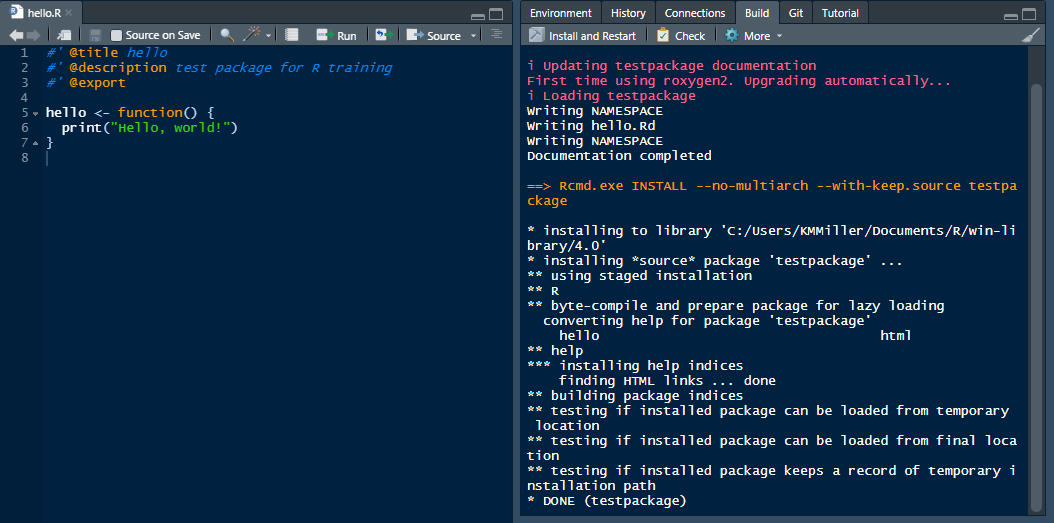 hello.R
Source on Save
Run
Source
1 #' @title hello
2 #' @description test package for R training
3 #' @export
4
5 hello <- function() {
6   print("Hello, world!")
7 }
8
Environment History Connections Build Git Tutorial
Install and Restart Check More
i Updating testpackage documentation
First time using roxygen2. Upgrading automatically...
i Loading testpackage
Writing NAMESPACE
Writing hello.Rd
Writing NAMESPACE
Documentation completed
==> Rcmd.exe INSTALL --no-multiarch --with-keep.source testpa
ckage
* installing to library 'C:/Users/KMMiller/Documents/R/win-li
brary/4.0'
* installing *source* package 'testpackage' ...
** using staged installation
** R
** byte-compile and prepare package for lazy loading
  converting help for package 'testpackage'
    hello                                   html
** help
*** installing help indices
    finding HTML links ... done
** building package indices
** testing if installed package can be loaded from temporary
 location
** testing if installed package can be loaded from final loca
tion
** testing if installed package keeps a record of temporary i
nstallation path
* DONE (testpackage)